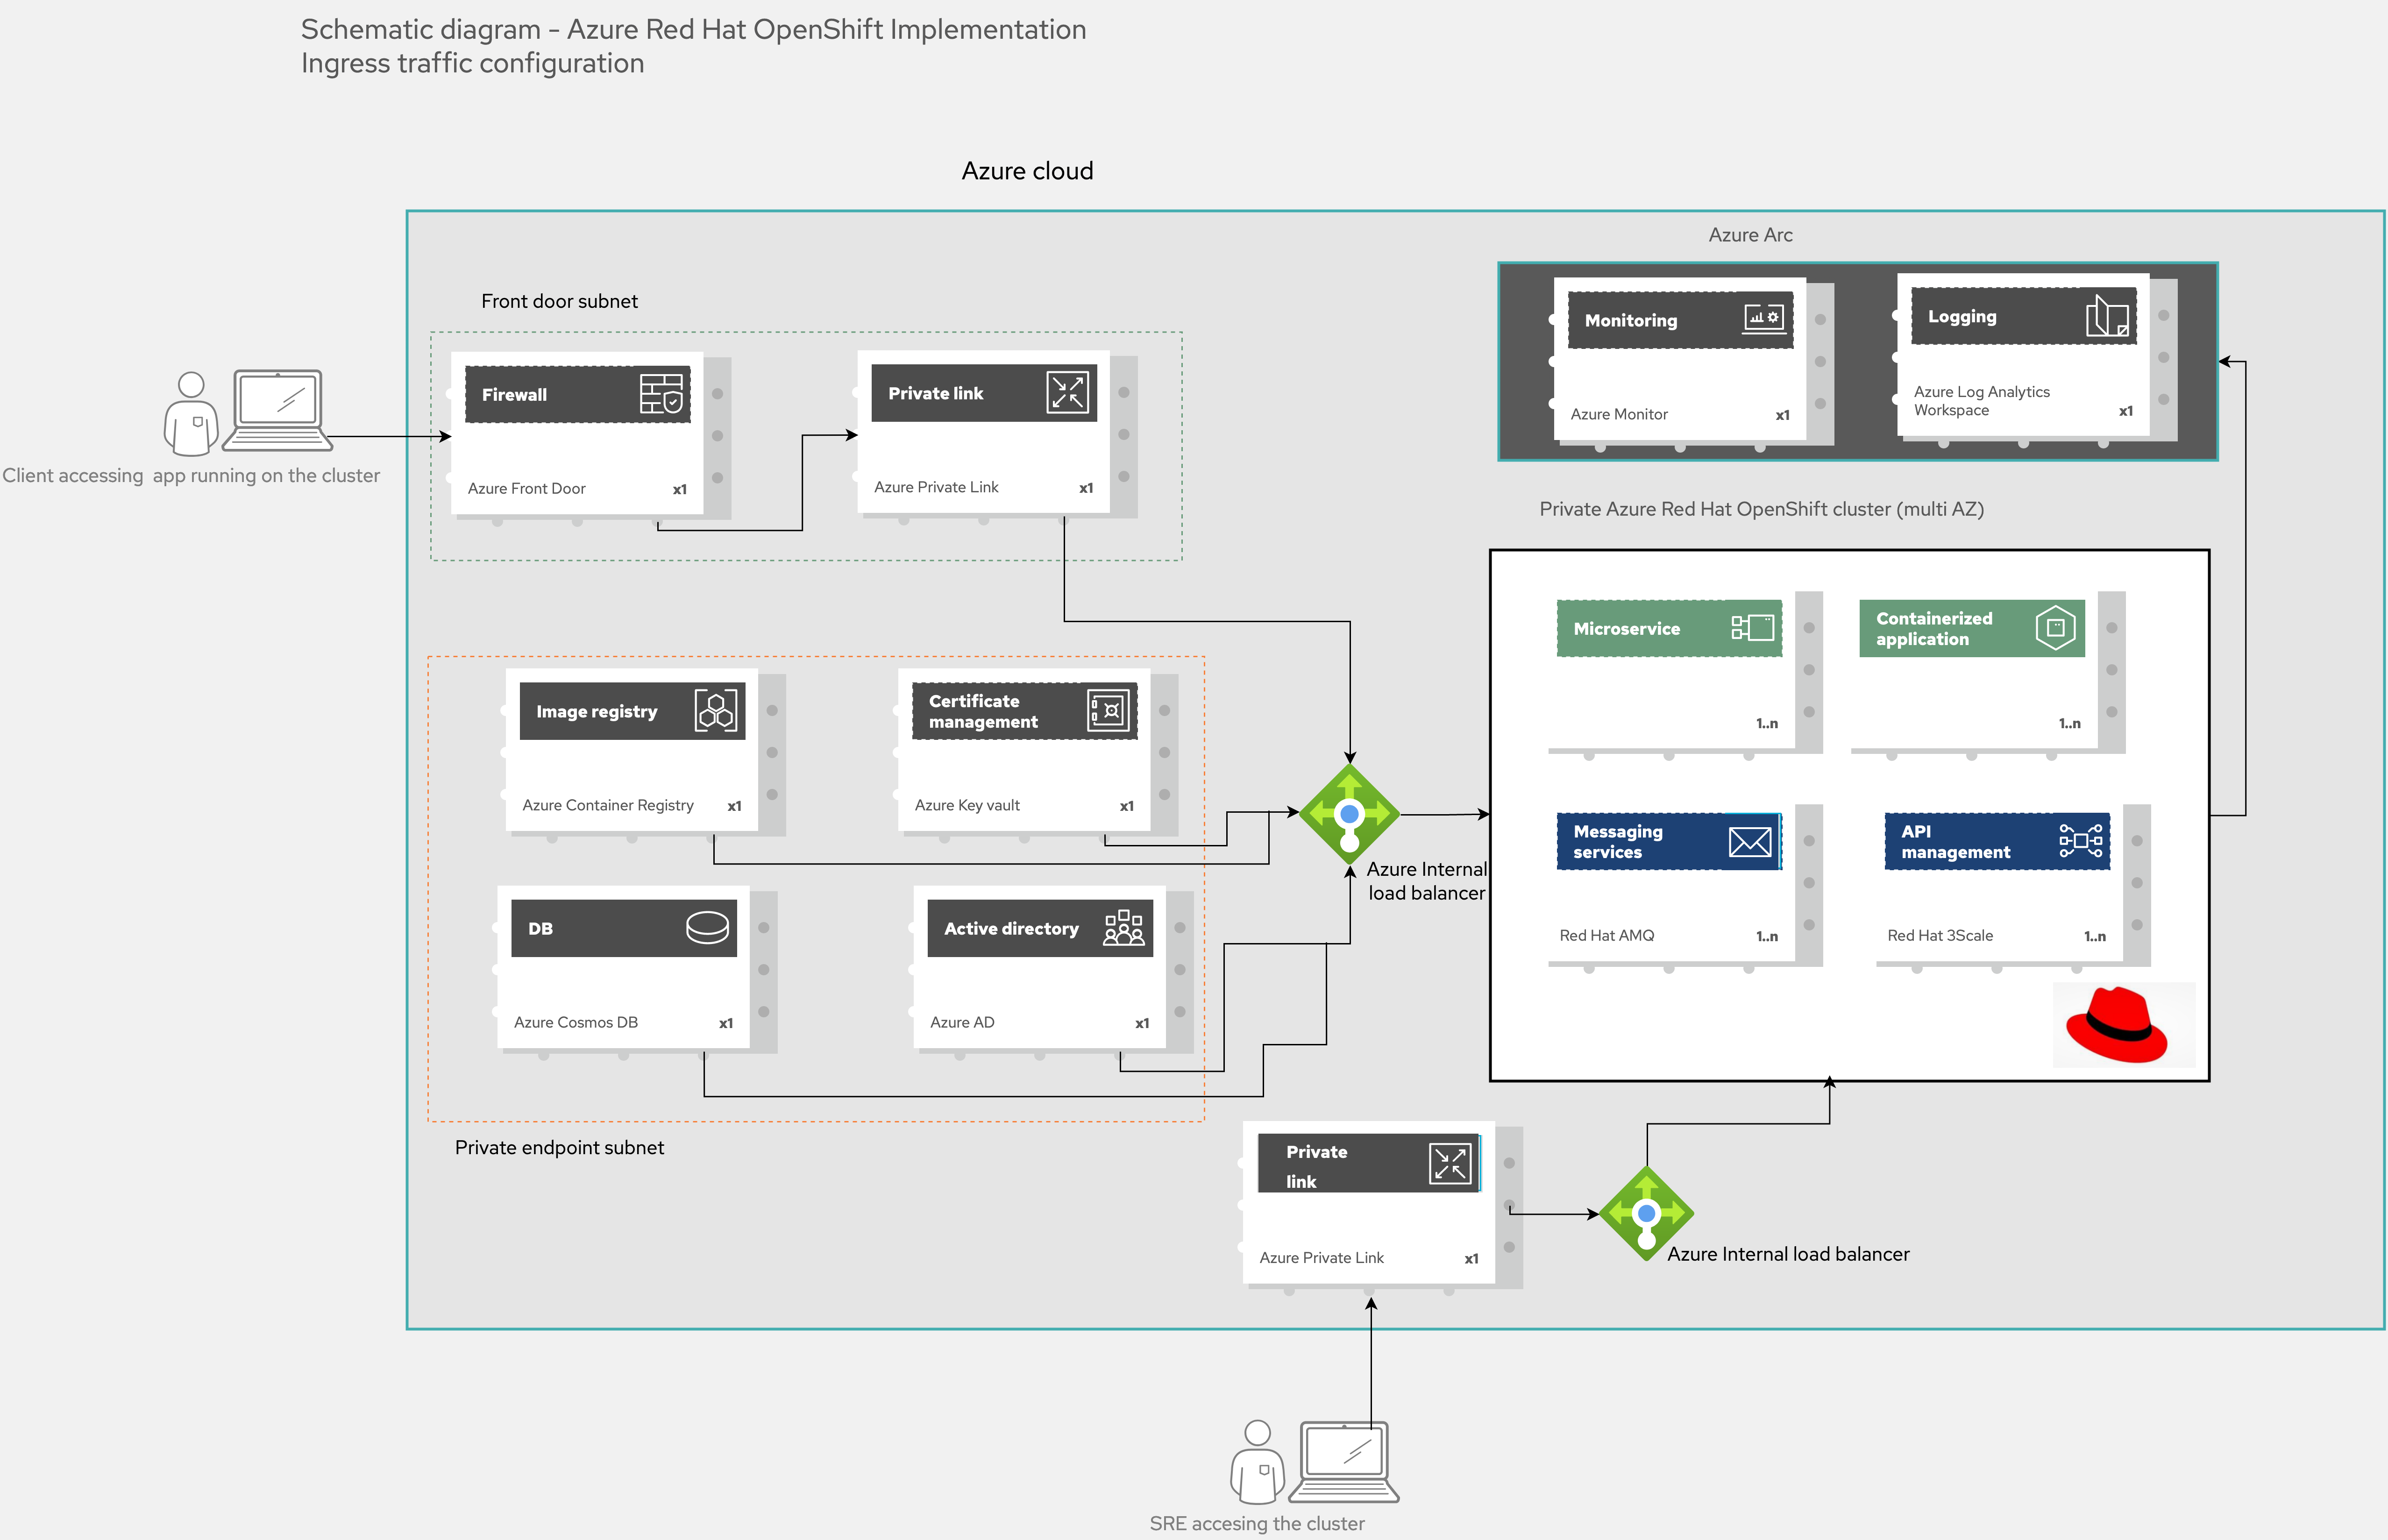 Schematic diagram - Azure Red Hat OpenShift Implementation
Ingress traffic configuration
Azure cloud
Azure Arc
Monitoring
Azure Monitor
x1
Logging
Azure Log Analytics
Workspace
x1
Front door subnet
Firewall
Azure Front Door
x1
Private link
Azure Private Link
x1
Client accessing  app running on the cluster
Private Azure Red Hat OpenShift cluster (multi AZ)
Microservice
1..n
Containerized
application
1..n
Messaging
services
Red Hat AMQ
1..n
API
management
Red Hat 3Scale
1..n
Image registry
Azure Container Registry
x1
Certificate
management
Azure Key vault
x1
Azure Internal
load balancer
DB
Azure Cosmos DB
x1
Active directory
Azure AD
x1
Private endpoint subnet
Private
link
Azure Private Link
x1
Azure Internal load balancer
SRE accesing the cluster